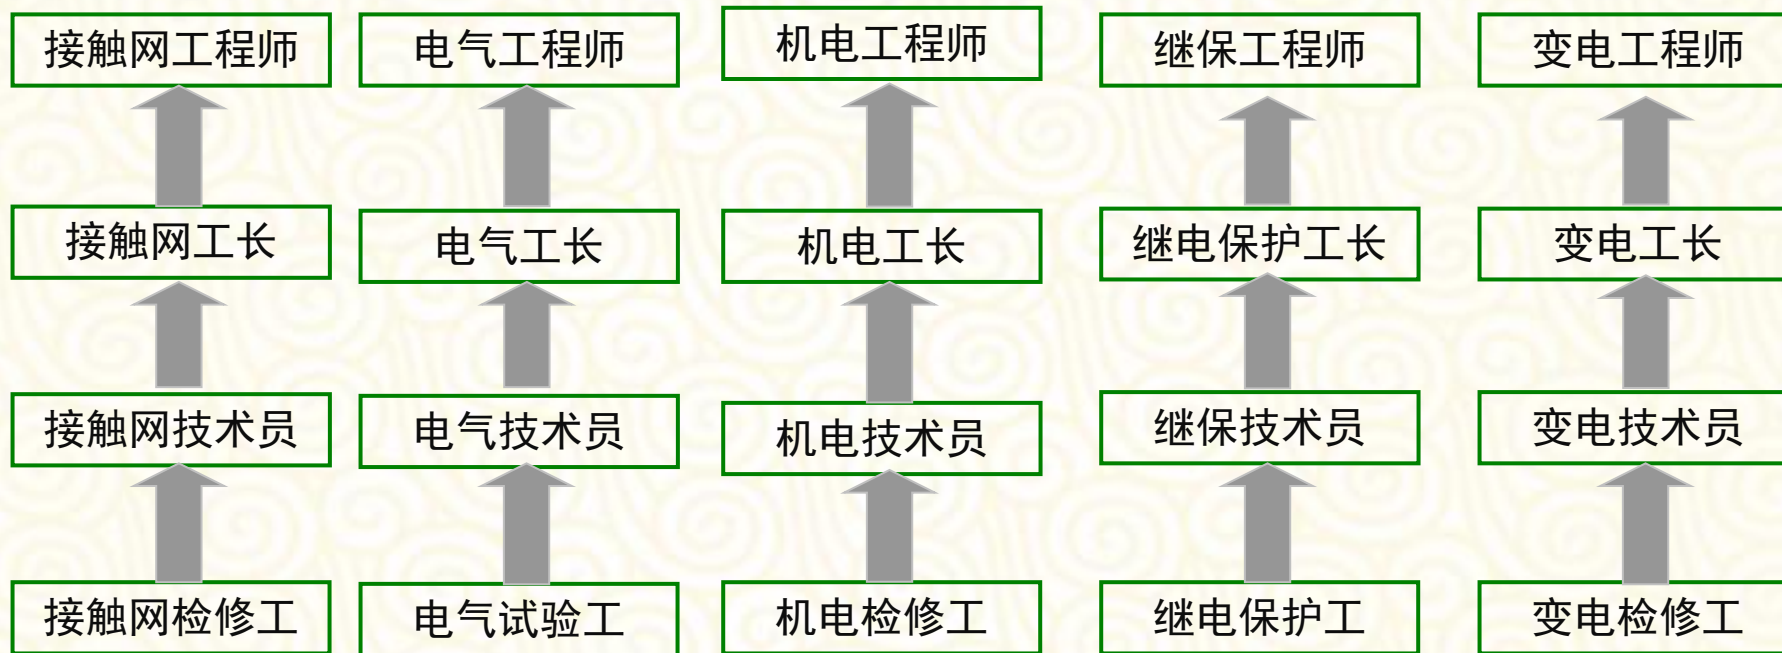 接触网工程师 电气工程师 机电工程师 继保工程师 变电工程师
接触网工长 电气工长 机电工长 继电保护工长 变电工长
接触网技术员 电气技术员 机电技术员 继保技术员 变电技术员
接触网检修工 电气试验工 机电检修工 继电保护工 变电检修工